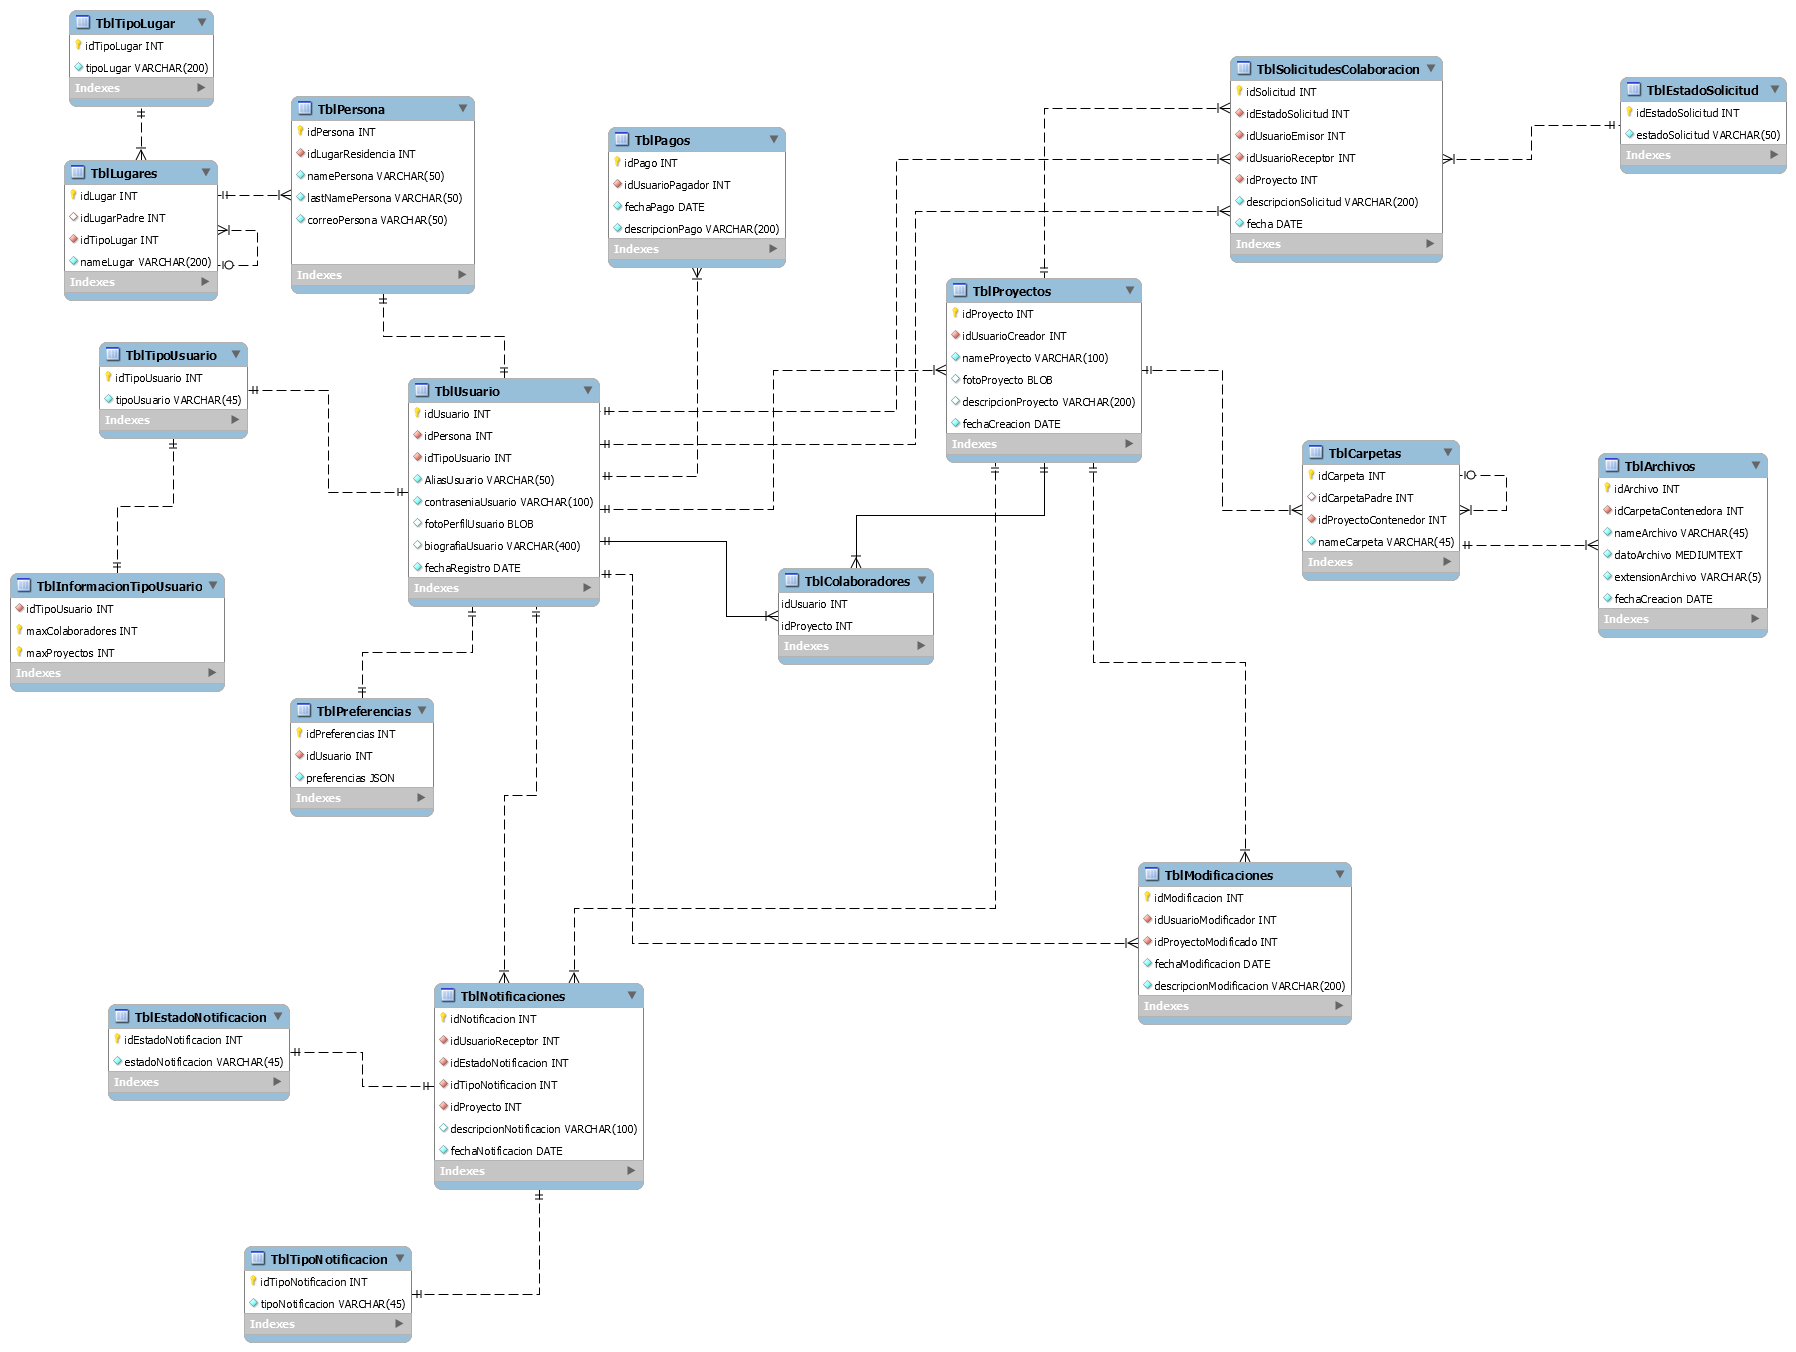 TblTipoLugar
idTipoLugar INT
tipoLugar VARCHAR(200)
Indexes
TblLugares
idLugar INT
idLugarPadre INT
idTipoLugar INT
nameLugar VARCHAR(200)
Indexes
TblPersona
idPersona INT
idLugarResidencia INT
namePersona VARCHAR(50)
lastNamePersona VARCHAR(50)
correoPersona VARCHAR(50)
Indexes
TblPagos
idPago INT
idUsuarioPagador INT
fechaPago DATE
descripcionPago VARCHAR(200)
Indexes
TblSolicitudesColaboracion
idSolicitud INT
idEstadoSolicitud INT
idUsuarioEmisor INT
idUsuarioReceptor INT
idProyecto INT
descripcionSolicitud VARCHAR(200)
fecha DATE
Indexes
TblEstadoSolicitud
idEstadoSolicitud INT
estadoSolicitud VARCHAR(50)
Indexes
TblProyectos
idProyecto INT
idUsuarioCreador INT
nameProyecto VARCHAR(100)
fotoProyecto BLOB
descripcionProyecto VARCHAR(200)
fechaCreacion DATE
Indexes
TblTipoUsuario
idTipoUsuario INT
tipoUsuario VARCHAR(45)
Indexes
TblUsuario
idUsuario INT
idPersona INT
idTipoUsuario INT
AliasUsuario VARCHAR(50)
contraseniaUsuario VARCHAR(100)
fotoPerfilUsuario BLOB
biografiaUsuario VARCHAR(400)
fechaRegistro DATE
Indexes
TblCarpetas
idCarpeta INT
idCarpetaPadre INT
idProyectoContenedor INT
nameCarpeta VARCHAR(45)
Indexes
TblArchivos
idArchivo INT
idCarpetaContenedora INT
nameArchivo VARCHAR(45)
datoArchivo MEDIUMTEXT
extensionArchivo VARCHAR(5)
fechaCreacion DATE
Indexes
TblInformacionTipoUsuario
idTipoUsuario INT
maxColaboradores INT
maxProyectos INT
Indexes
TblColaboradores
idUsuario INT
idProyecto INT
Indexes
TblPreferencias
idPreferencias INT
idUsuario INT
preferencias JSON
Indexes
TblModificaciones
idModificacion INT
idUsuarioModificador INT
idProyectoModificado INT
fechaModificacion DATE
descripcionModificacion VARCHAR(200)
Indexes
TblNotificaciones
idNotificacion INT
idUsuarioReceptor INT
idEstadoNotificacion INT
idTipoNotificacion INT
idProyecto INT
descripcionNotificacion VARCHAR(100)
fechaNotificacion DATE
Indexes
TblEstadoNotificacion
idEstadoNotificacion INT
estadoNotificacion VARCHAR(45)
Indexes
TblTipoNotificacion
idTipoNotificacion INT
tipoNotificacion VARCHAR(45)
Indexes